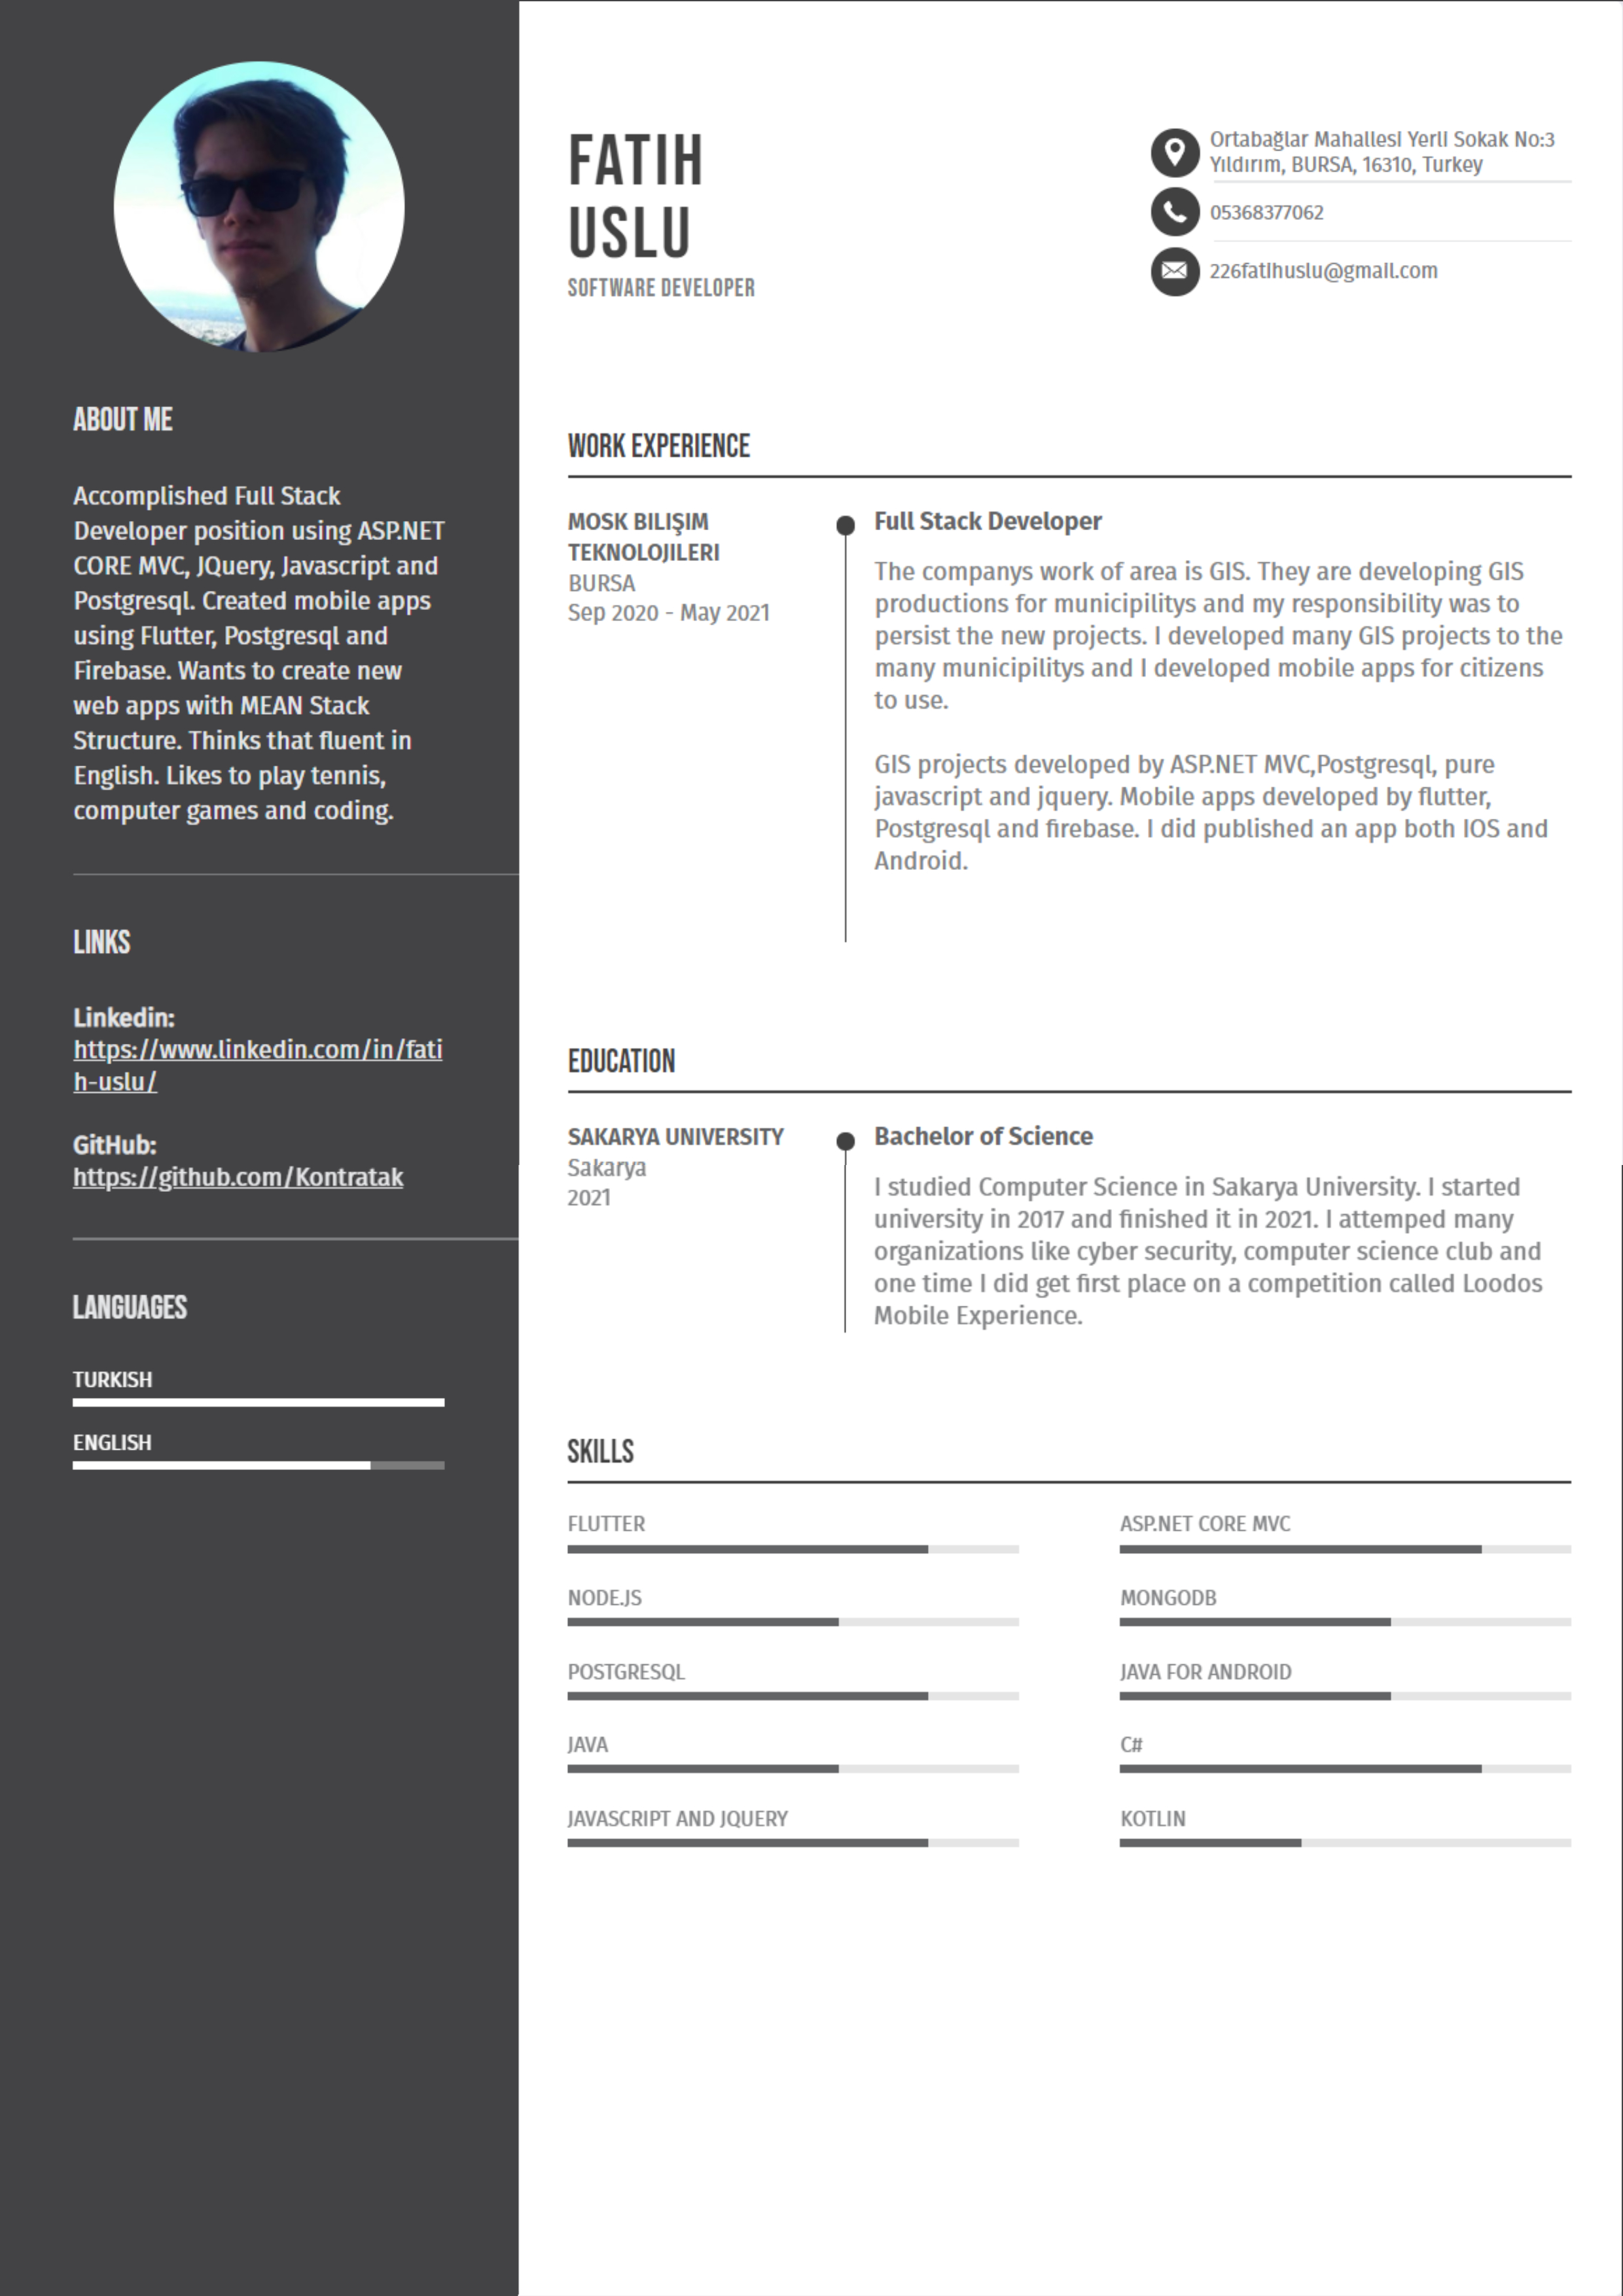 FATIH
USLU
SOFTWARE DEVELOPER
Ortabağlar Mahallesi Yerli Sokak No:3
Yıldırım, BURSA, 16310, Turkey
05368377062
226fatihuslu@gmail.com
ABOUT ME
Accomplished Full Stack
Developer position using ASP.NET
CORE MVC, JQuery, Javascript and
Postgresql. Created mobile apps
using Flutter, Postgresql and
Firebase. Wants to create new
web apps with MEAN Stack
Structure. Thinks that fluent in
English. Likes to play tennis,
computer games and coding.
LINKS
Linkedin:
https://www.linkedin.com/in/fati
h-uslu/
GitHub:
https://github.com/Kontratak
LANGUAGES
TURKISH
ENGLISH
WORK EXPERIENCE
MOSK BILIŞIM
TEKNOLOJILERI
BURSA
Sep 2020 - May 2021
Full Stack Developer
The companys work of area is GIS. They are developing GIS
productions for municipilitys and my responsibility was to
persist the new projects. I developed many GIS projects to the
many municipilitys and I developed mobile apps for citizens
to use.
GIS projects developed by ASP.NET MVC,Postgresql, pure
javascript and jquery. Mobile apps developed by flutter,
Postgresql and firebase. I did published an app both IOS and
Android.
EDUCATION
SAKARYA UNIVERSITY
Sakarya
2021
Bachelor of Science
I studied Computer Science in Sakarya University. I started
university in 2017 and finished it in 2021. I attemped many
organizations like cyber security, computer science club and
one time I did get first place on a competition called Loodos
Mobile Experience.
SKILLS
FLUTTER
ASP.NET CORE MVC
NODE.JS
MONGODB
POSTGRESQL
JAVA FOR ANDROID
JAVA
C#
JAVASCRIPT AND JQUERY
KOTLIN